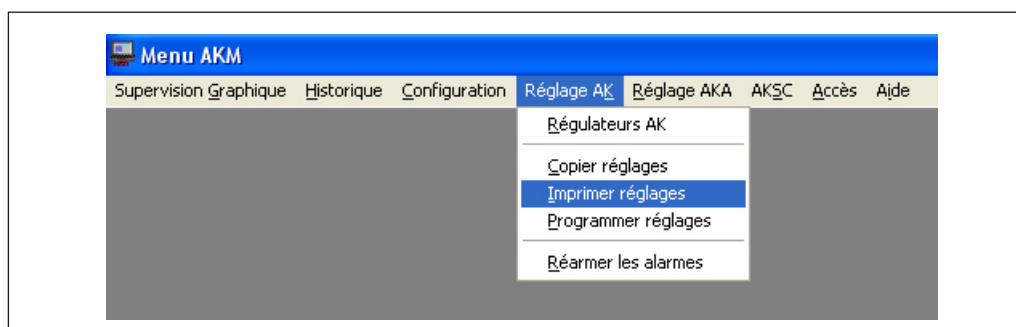 Menu AKM
Supervision Graphique Historique Configuration Réglage AK Réglage AKA AKSC Accès Aide
Régulateurs AK
Copier réglages
Imprimer réglages
Programmer réglages
Réarmer les alarmes